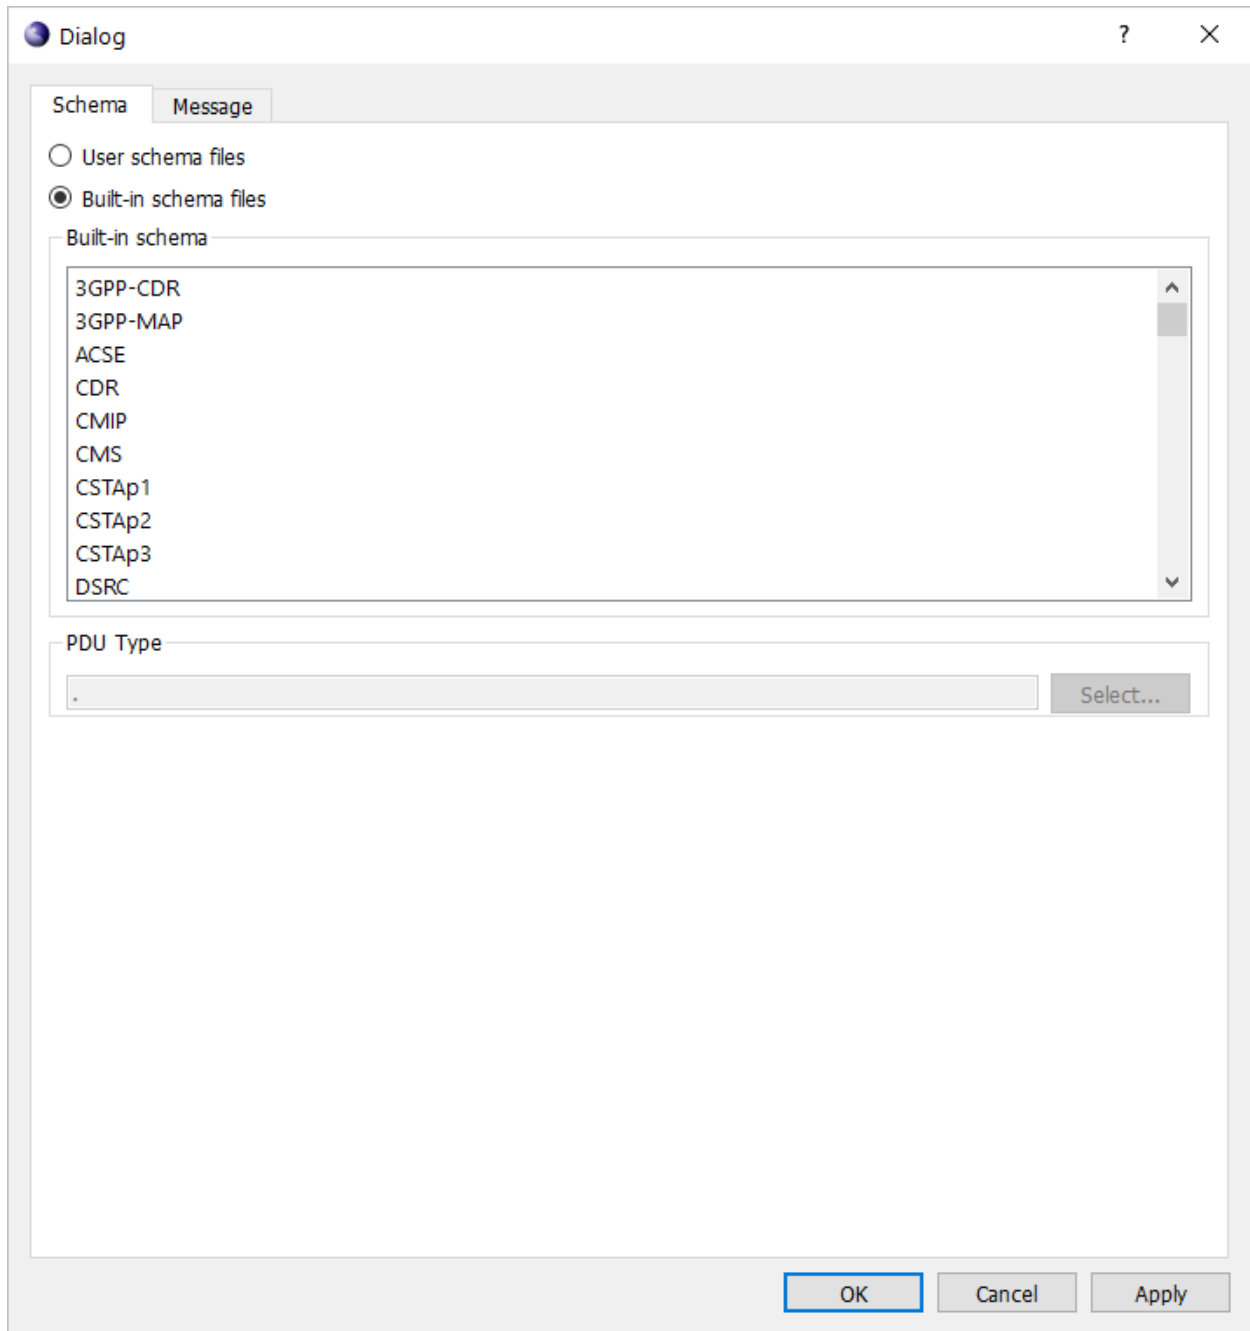 Dialog
?
Schema Message
User schema files
Built-in schema files
Built-in schema
3GPP-CDR
3GPP-MAP
ACSE
CDR
CMIP
CMS
CSTAp1
CSTAp2
CSTAp3
DSRC
PDU Type
. Select...
OK Cancel Apply